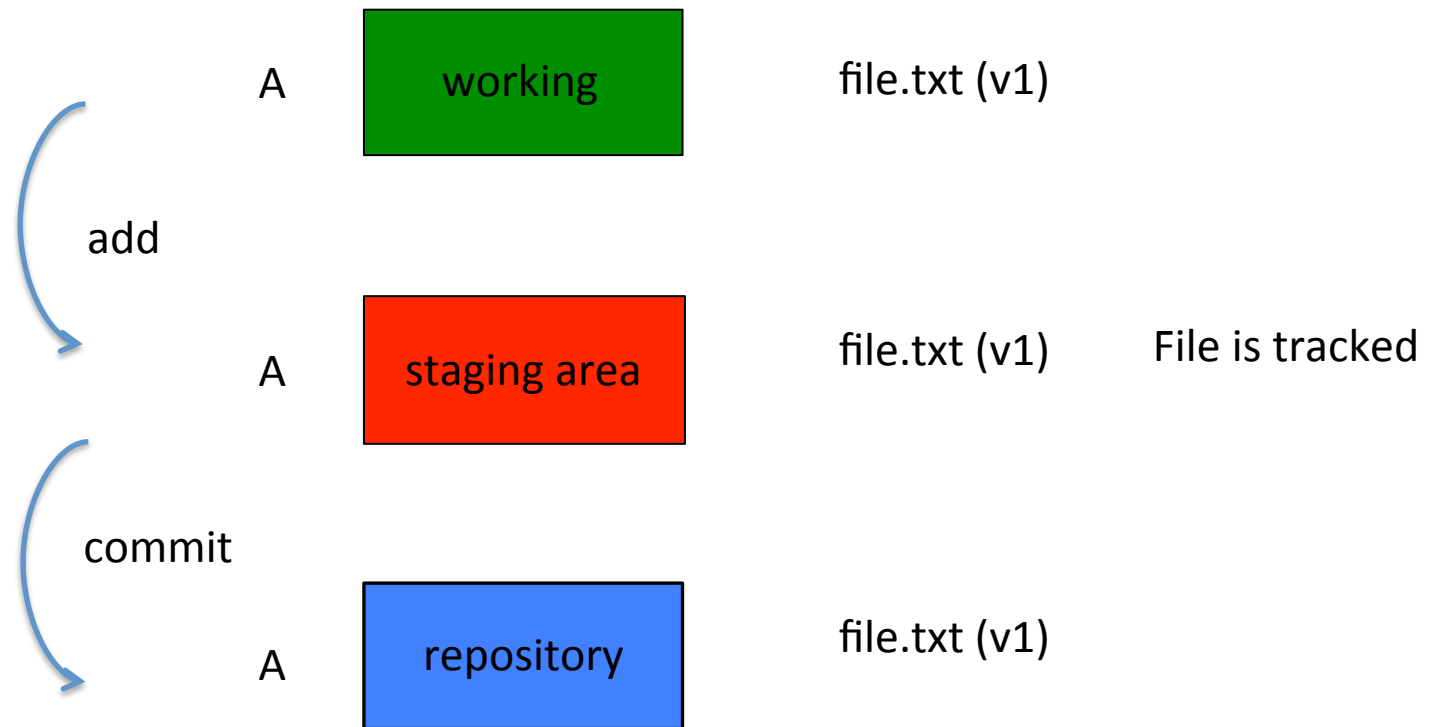 A
working
file.txt (v1)
add
A
staging area
file.txt (v1)
File is tracked
commit
A
repository
file.txt (v1)